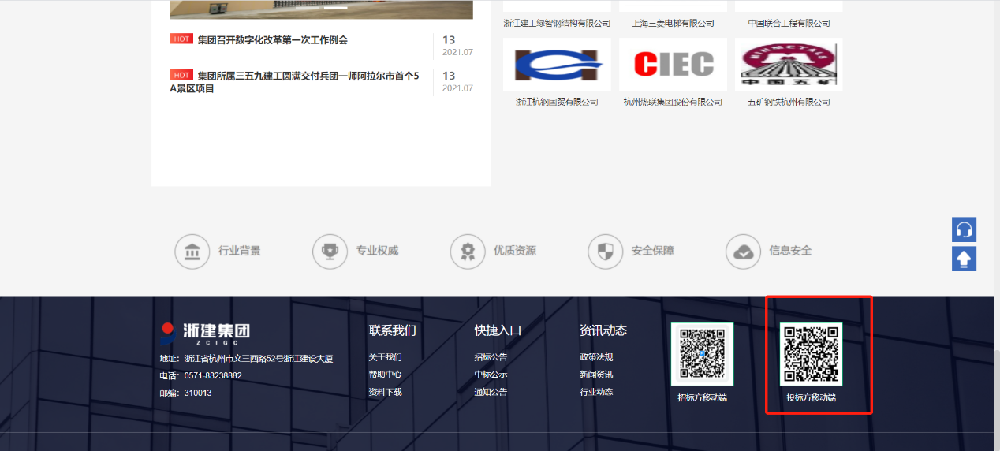 HOT 集团召开数字化改革第一次工作例会
13
2021.07
HOT 集团所属三五九建工圆满交付兵团一师阿拉尔市首个5
A景区项目
13
2021.07
浙江建工绿智钢结构有限公司
上海三菱电梯有限公司
中国联合工程有限公司
CIEC
MINMETALS
中国五矿
浙江杭钢国贸有限公司
杭州热联集团股份有限公司
五矿钢铁杭州有限公司
行业背景
专业权威
优质资源
安全保障
信息安全
浙建集团
ZCIGC
地址：浙江省杭州市文三西路52号浙江建设大厦
电话：0571-88238882
邮编：310013
联系我们
关于我们
帮助中心
资料下载
快捷入口
招标公告
中标公示
通知公告
资讯动态
政策法规
新闻资讯
行业动态
招标方移动端
投标方移动端